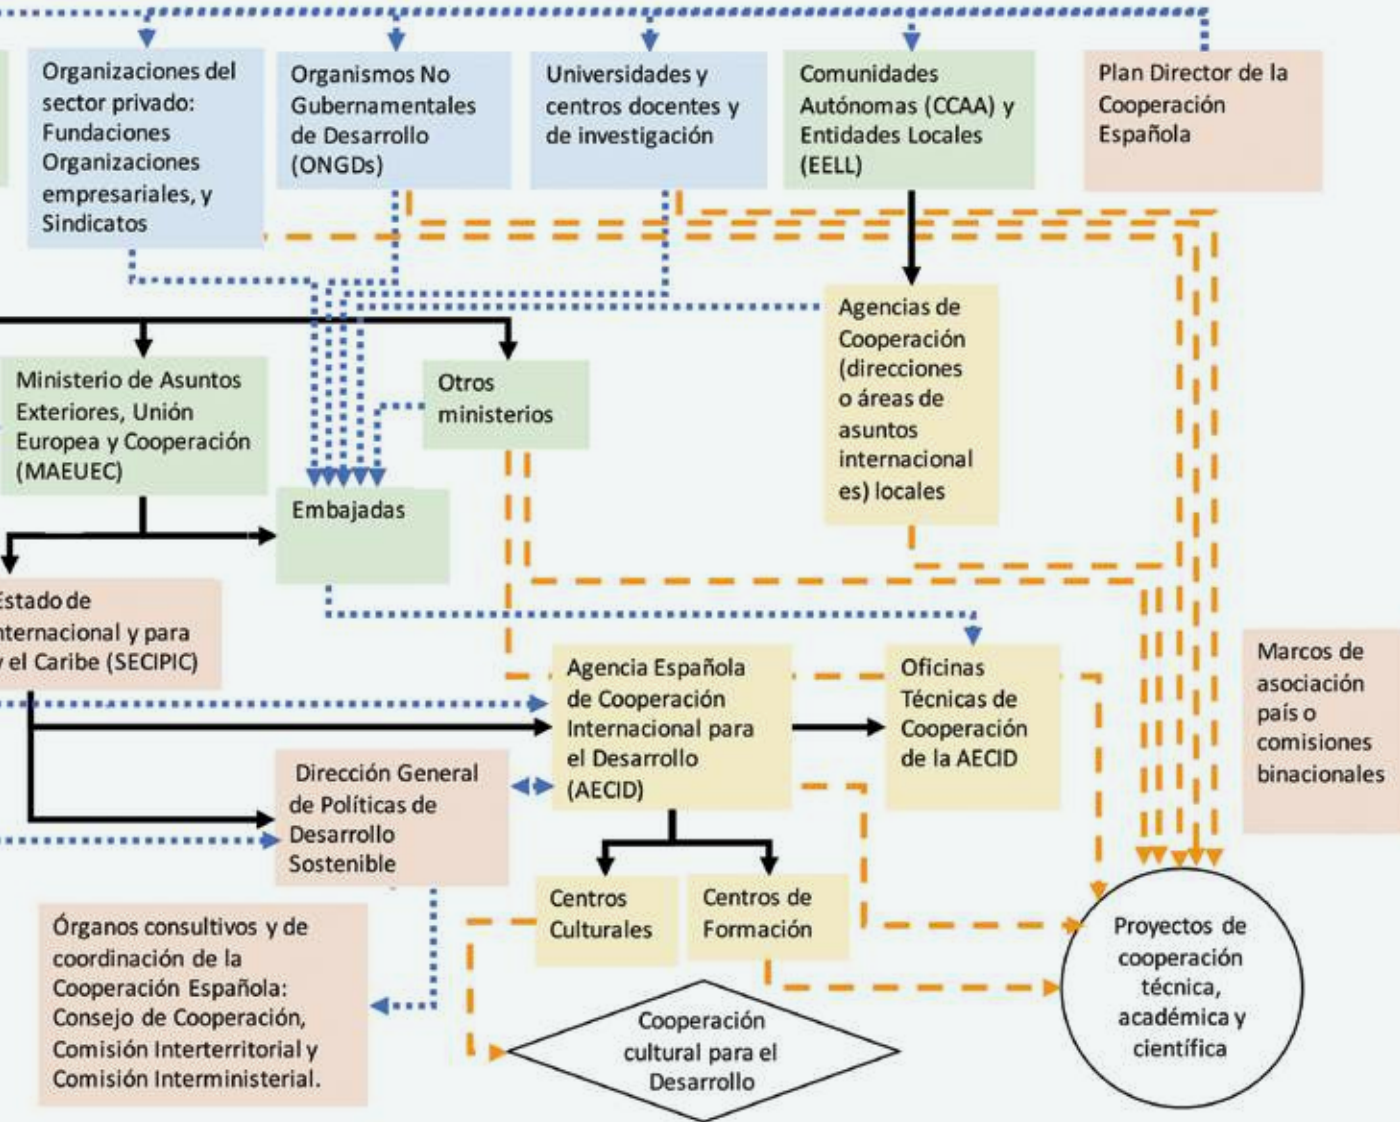 Organizaciones del
sector privado:
Fundaciones
Organizaciones
empresariales, y
Sindicatos
Organismos No
Gubernamentales
de Desarrollo
(ONGDs)
Universidades y
centros docentes y
de investigación
Comunidades
Autónomas (CCAA) y
Entidades Locales
(EELL)
Plan Director de la
Cooperación
Española
Agencias de
Cooperación
(direcciones
o áreas de
asuntos
internacional
es) locales
Ministerio de Asuntos
Exteriores, Unión
Europea y Cooperación
(MAEUEC)
Otros
ministerios
Embajadas
Estado de
nternacional y para
y el Caribe (SECIPIC)
Agencia Española
de Cooperación
Internacional para
el Desarrollo
(AECID)
Oficinas
Técnicas de
Cooperación
de la AECID
Marcos de
asociación
país o
comisiones
binacionales
Dirección General
de Políticas de
Desarrollo
Sostenible
Centros
Culturales
Centros de
Formación
Órganos consultivos y de
coordinación de la
Cooperación Española:
Consejo de Cooperación,
Comisión Interterritorial y
Comisión Interministerial.
Cooperación
cultural para el
Desarrollo
Proyectos de
cooperación
técnica,
académica y
científica